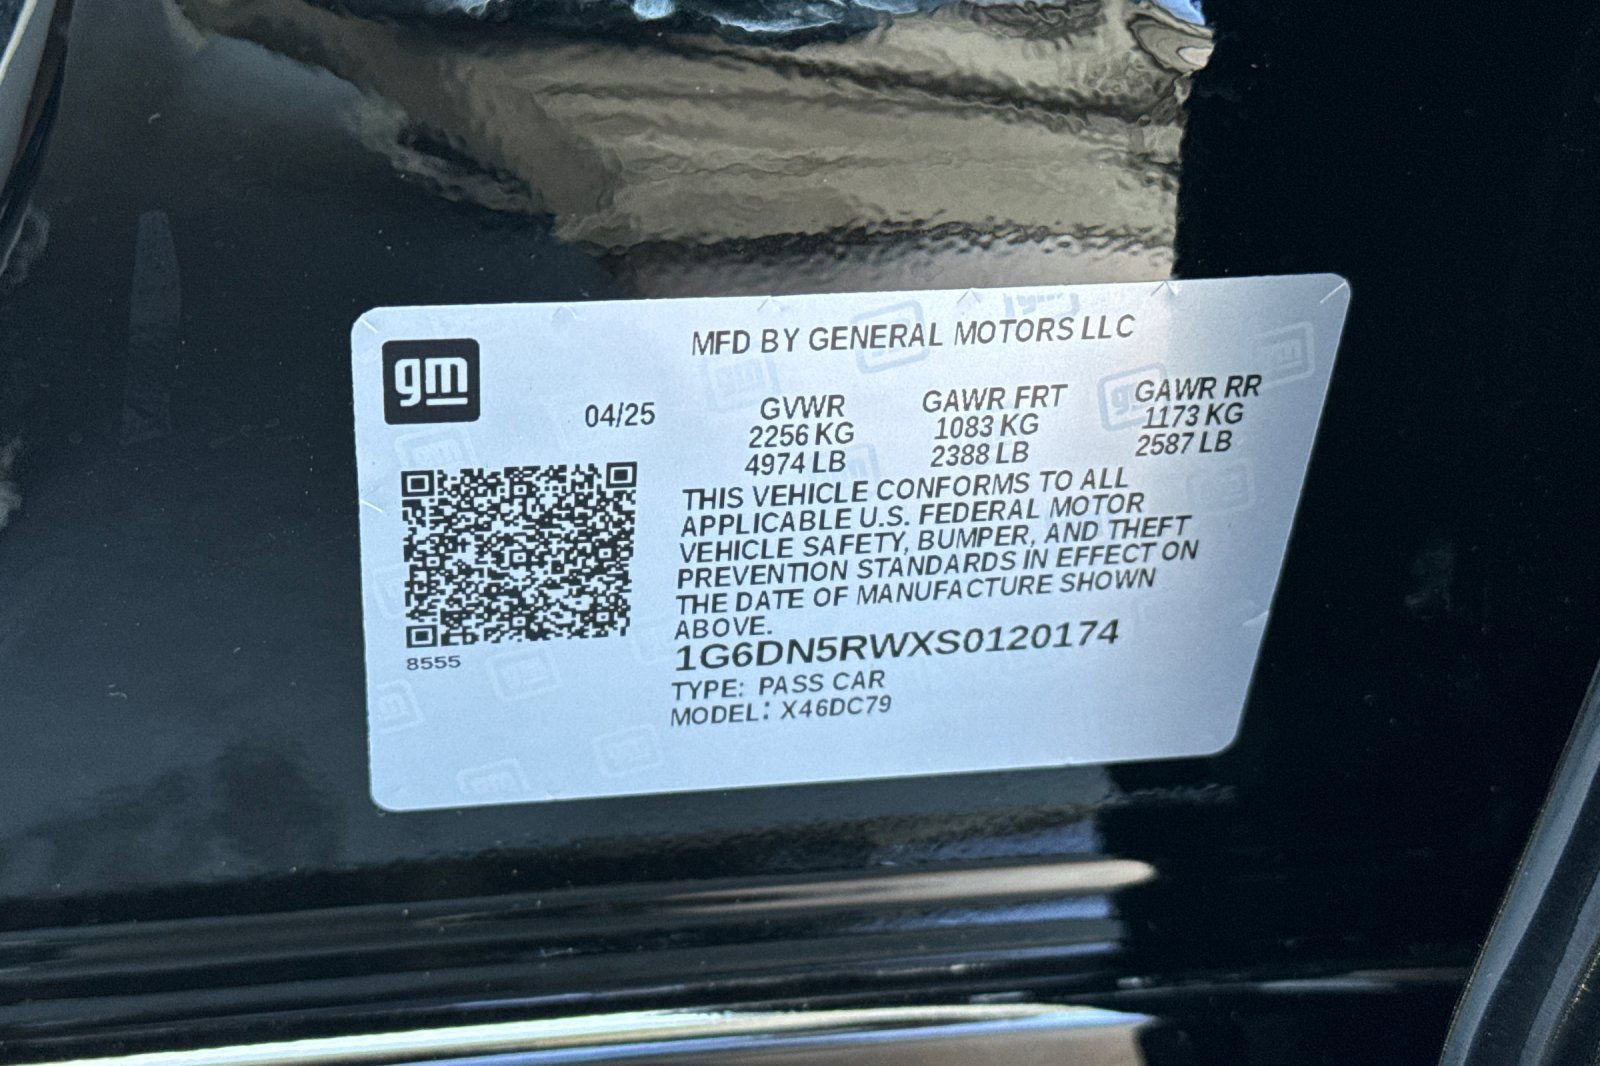 MFD BY GENERAL MOTORS LLC
gm
04/25
GVWR
2256 KG
4974 LB
GAWR FRT
1083 KG
2388 LB
GAWR RR
1173 KG
2587 LB
THIS VEHICLE CONFORMS TO ALL
APPLICABLE U.S. FEDERAL MOTOR
VEHICLE SAFETY, BUMPER, AND THEFT
PREVENTION STANDARDS IN EFFECT ON
THE DATE OF MANUFACTURE SHOWN
ABOVE.
8555
1G6DN5RWXS0120174
TYPE: PASS CAR
MODEL: X46DC79